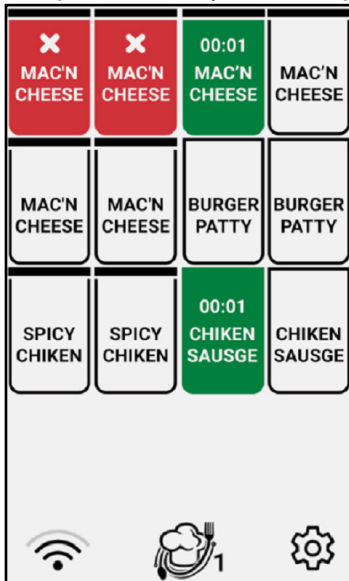 MAC'N
CHEESE
MAC'N
CHEESE
00:01
MAC'N
CHEESE
MAC'N
CHEESE
MAC'N
CHEESE
MAC'N
CHEESE
BURGER
PATTY
BURGER
PATTY
SPICY
CHIKEN
SPICY
CHIKEN
00:01
CHIKEN
SAUSGE
CHIKEN
SAUSGE
1